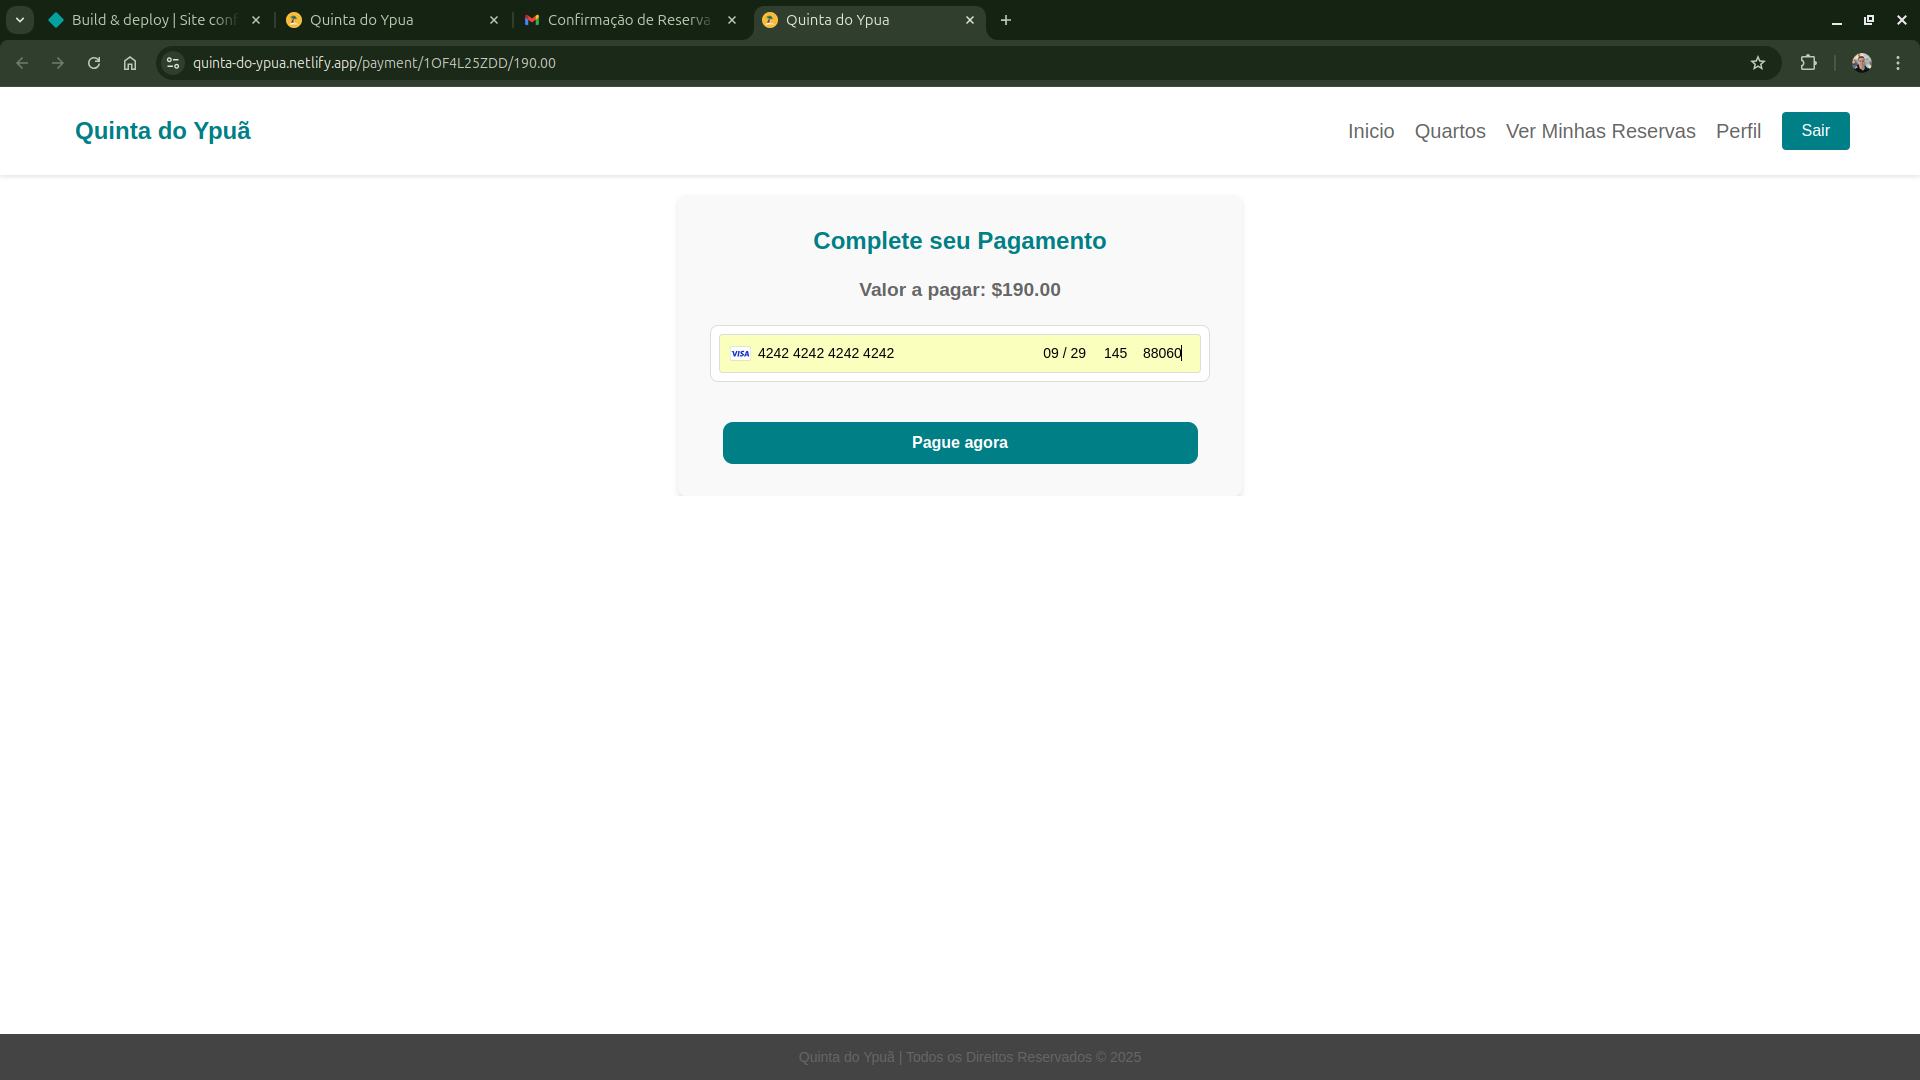 Build & deploy | Site conf
Quinta do Ypua
Confirmação de Reserva
Quinta do Ypua
quinta-do-ypua.netlify.app/payment/1OF4L25ZDD/190.00
Quinta do Ypuã
Inicio
Quartos
Ver Minhas Reservas
Perfil
Sair
Complete seu Pagamento
Valor a pagar: $190.00
VISA 4242 4242 4242 4242 09 / 29 145 88060
Pague agora
Quinta do Ypuã | Todos os Direitos Reservados © 2025